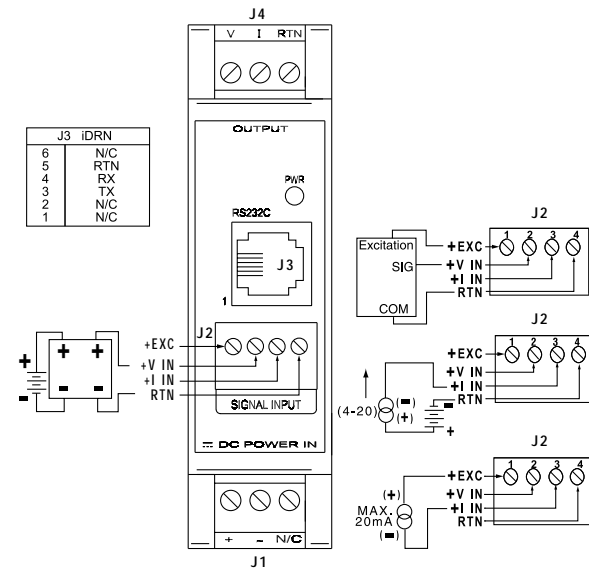 J4
V I RTN
OUTPUT
PWR
RS232C
J3
1
J2
+EXC
+V IN
+I IN
RTN
+ + +
- - -
SIGNAL INPUT
DC POWER IN
+ - N/C
J1
J3 iDRN
6 N/C
5 RTN
4 RX
3 TX
2 N/C
1 N/C
J2
1 2 3 4
Excitation
SIG
COM
+EXC
+V IN
+I IN
RTN
J2
1 2 3 4
+EXC
+V IN
+I IN
RTN
(4-20)
(-)
(+)
-
+
J2
1 2 3 4
+EXC
+V IN
+I IN
RTN
(+)
MAX.
20mA
(-)